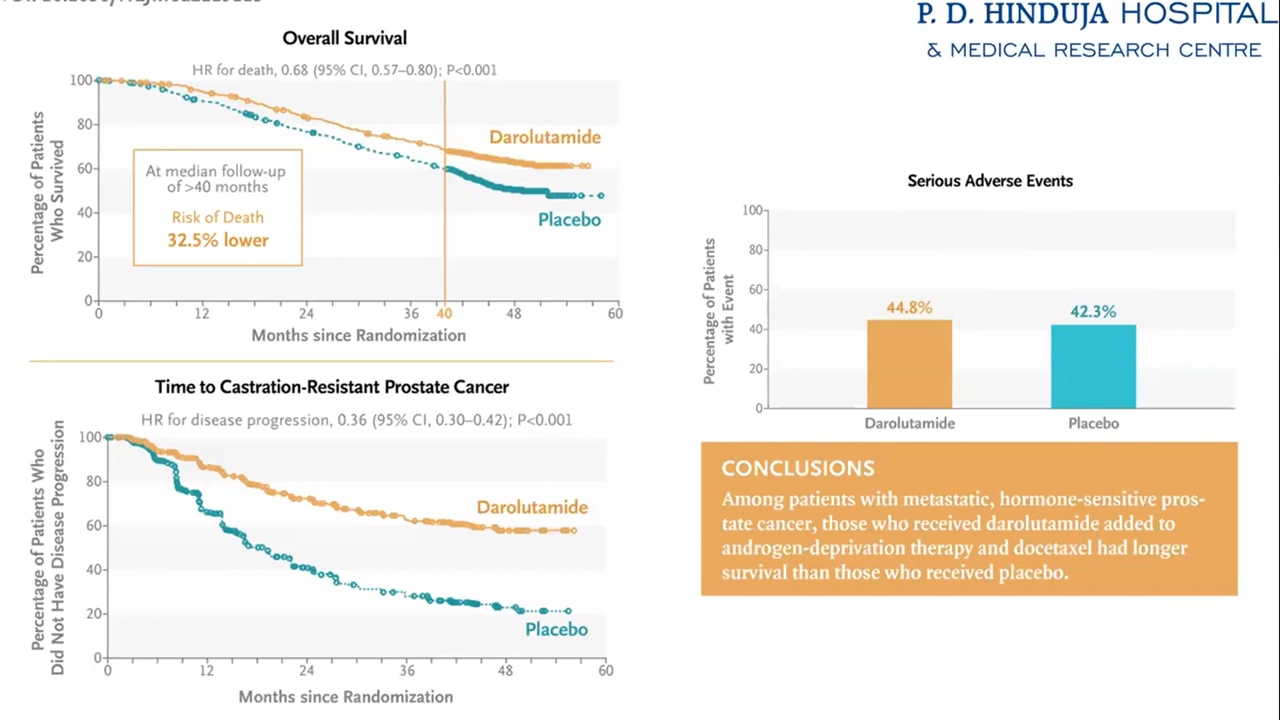 P. D. HINDUJA HOSPITAL
& MEDICAL RESEARCH CENTRE
Overall Survival
HR for death, 0.68 (95% CI, 0.57–0.80); P<0.001
Percentage of Patients
Who Survived
100
80
60
40
20
0
Darolutamide
Placebo
At median follow-up
of >40 months
Risk of Death
32.5% lower
0 12 24 36 40 48 60
Months since Randomization
Time to Castration-Resistant Prostate Cancer
HR for disease progression, 0.36 (95% CI, 0.30–0.42); P<0.001
Percentage of Patients Who
Did Not Have Disease Progression
100
80
60
40
20
0
Darolutamide
Placebo
0 12 24 36 48 60
Months since Randomization
Serious Adverse Events
Percentage of Patients
with Event
100
80
60
40
20
0
44.8%
42.3%
Darolutamide Placebo
CONCLUSIONS
Among patients with metastatic, hormone-sensitive pros-
tate cancer, those who received darolutamide added to
androgen-deprivation therapy and docetaxel had longer
survival than those who received placebo.